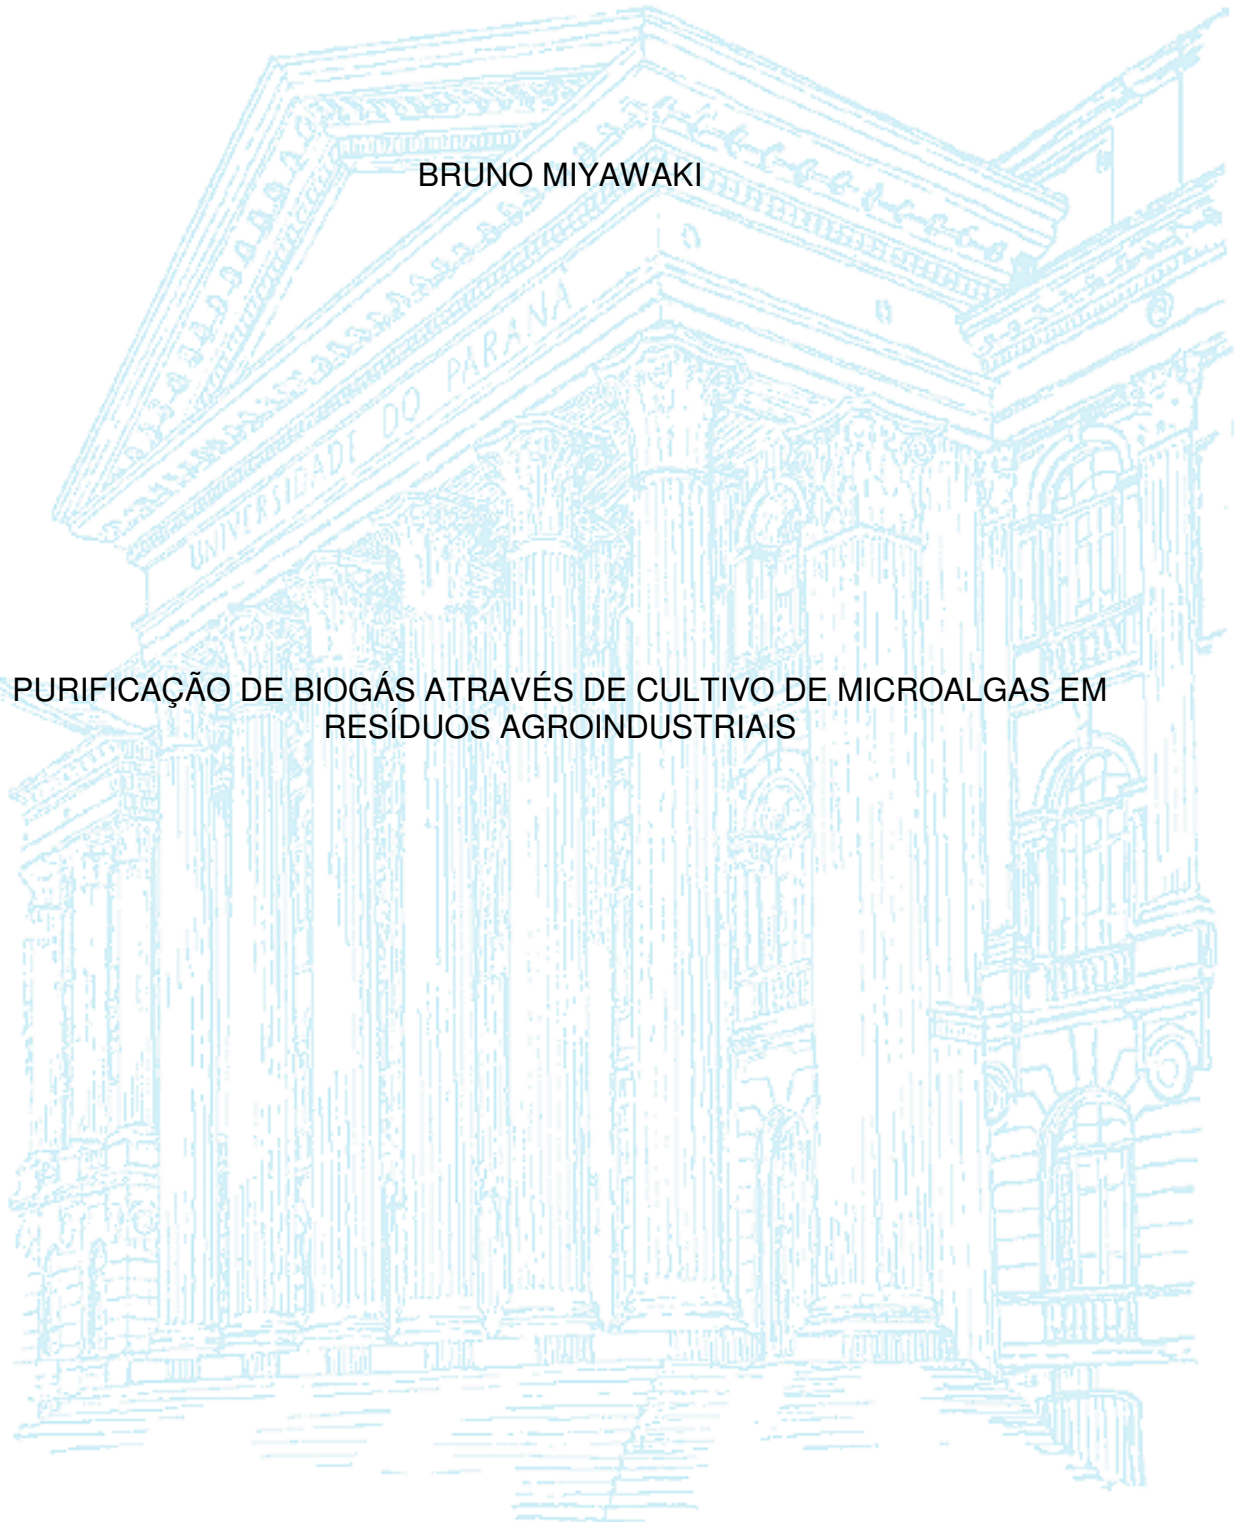 BRUNO MIYAWAKI
UNIVERSIDADE DO PARANÁ
PURIFICAÇÃO DE BIOGÁS ATRAVÉS DE CULTIVO DE MICROALGAS EM
RESÍDUOS AGROINDUSTRIAIS